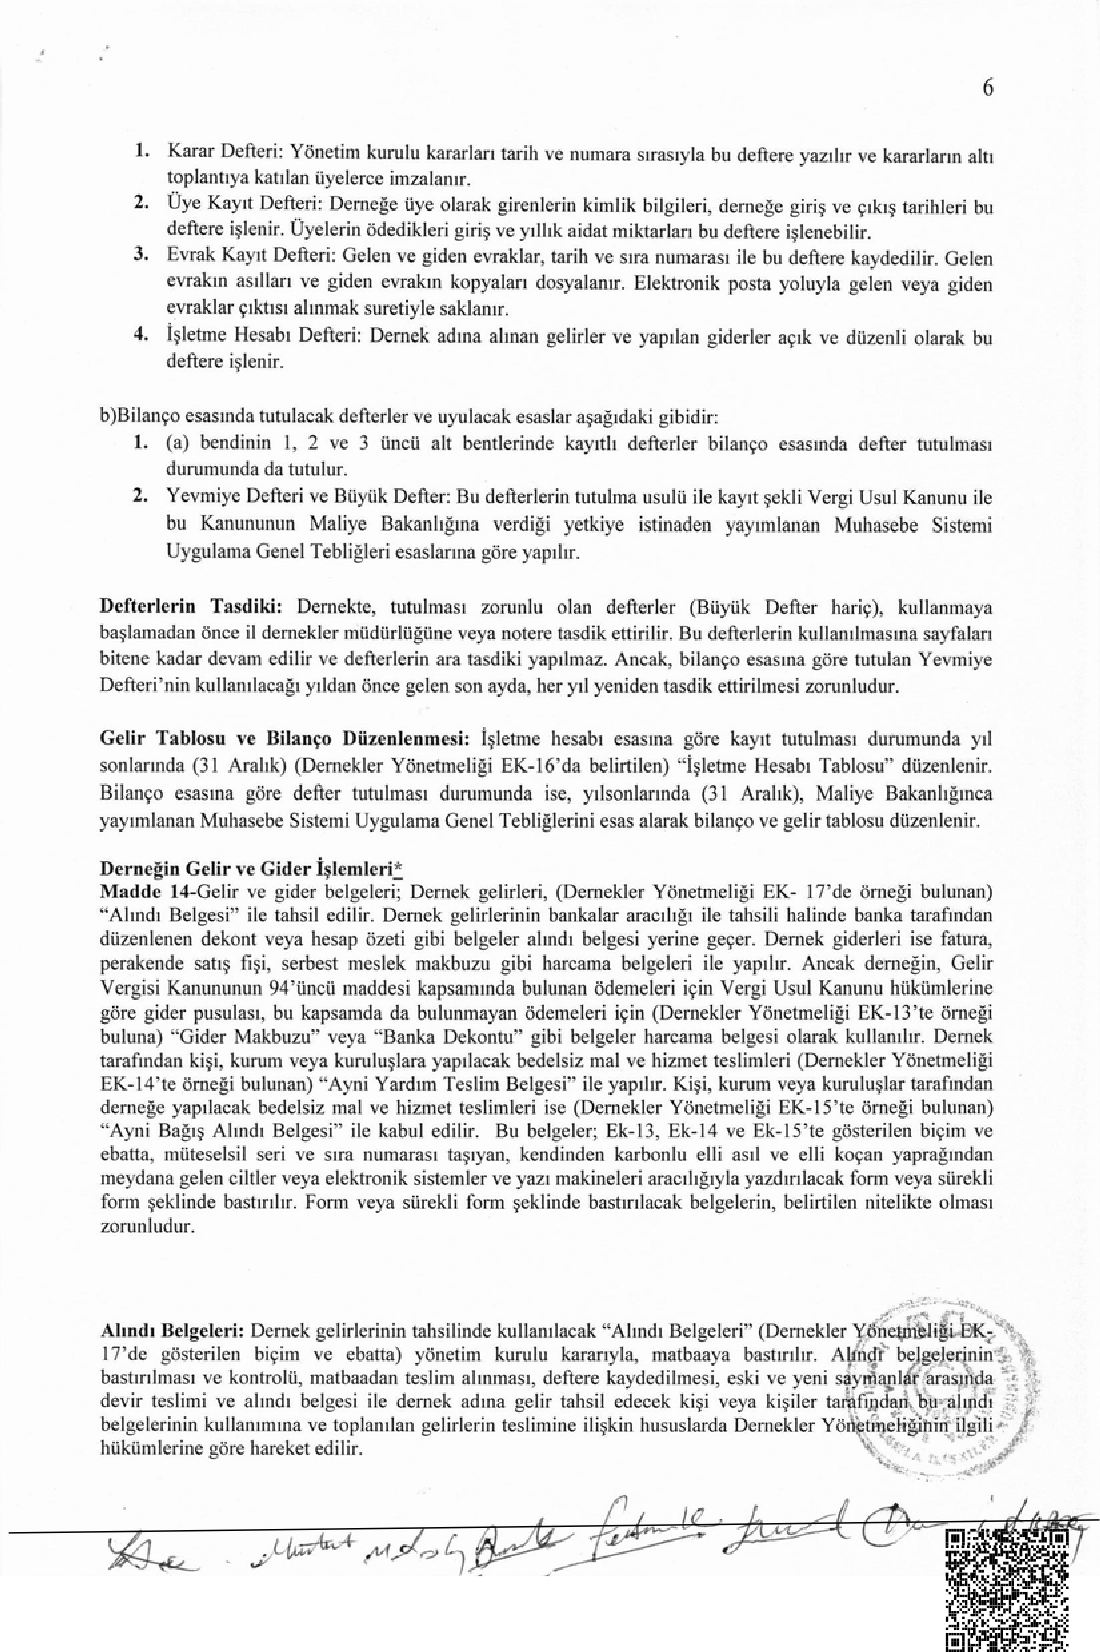 6
1. Karar Defteri: Yönetim kurulu kararları tarih ve numara sırasıyla bu deftere yazılır ve kararların altı
toplantıya katılan üyelerce imzalanır.
2. Üye Kayıt Defteri: Derneğe üye olarak girenlerin kimlik bilgileri, derneğe giriş ve çıkış tarihleri bu
deftere işlenir. Üyelerin ödedikleri giriş ve yıllık aidat miktarları bu deftere işlenebilir.
3. Evrak Kayıt Defteri: Gelen ve giden evraklar, tarih ve sıra numarası ile bu deftere kaydedilir. Gelen
evrakın asılları ve giden evrakın kopyaları dosyalanır. Elektronik posta yoluyla gelen veya giden
evraklar çıktısı alınmak suretiyle saklanır.
4. İşletme Hesabı Defteri: Dernek adına alınan gelirler ve yapılan giderler açık ve düzenli olarak bu
deftere işlenir.
b)Bilanço esasında tutulacak defterler ve uyulacak esaslar aşağıdaki gibidir:
1. (a) bendinin 1, 2 ve 3 üncü alt bentlerinde kayıtlı defterler bilanço esasında defter tutulması
durumunda da tutulur.
2. Yevmiye Defteri ve Büyük Defter: Bu defterlerin tutulma usulü ile kayıt şekli Vergi Usul Kanunu ile
bu Kanununun Maliye Bakanlığına verdiği yetkiye istinaden yayımlanan Muhasebe Sistemi
Uygulama Genel Tebliğleri esaslarına göre yapılır.
Defterlerin Tasdiki: Dernekte, tutulması zorunlu olan defterler (Büyük Defter hariç), kullanmaya
başlamadan önce il dernekler müdürlüğüne veya notere tasdik ettirilir. Bu defterlerin kullanılmasına sayfaları
bitene kadar devam edilir ve defterlerin ara tasdiki yapılmaz. Ancak, bilanço esasına göre tutulan Yevmiye
Defteri’nin kullanılacağı yıldan önce gelen son ayda, her yıl yeniden tasdik ettirilmesi zorunludur.
Gelir Tablosu ve Bilanço Düzenlenmesi: İşletme hesabı esasına göre kayıt tutulması durumunda yıl
sonlarında (31 Aralık) (Dernekler Yönetmeliği EK-16’da belirtilen) “İşletme Hesabı Tablosu” düzenlenir.
Bilanço esasına göre defter tutulması durumunda ise, yılsonlarında (31 Aralık), Maliye Bakanlığınca
yayımlanan Muhasebe Sistemi Uygulama Genel Tebliğlerini esas alarak bilanço ve gelir tablosu düzenlenir.
Derneğin Gelir ve Gider İşlemleri*
Madde 14-Gelir ve gider belgeleri; Dernek gelirleri, (Dernekler Yönetmeliği EK- 17’de örneği bulunan)
“Alındı Belgesi” ile tahsil edilir. Dernek gelirlerinin bankalar aracılığı ile tahsili halinde banka tarafından
düzenlenen dekont veya hesap özeti gibi belgeler alındı belgesi yerine geçer. Dernek giderleri ise fatura,
perakende satış fişi, serbest meslek makbuzu gibi harcama belgeleri ile yapılır. Ancak derneğin, Gelir
Vergisi Kanununun 94’üncü maddesi kapsamında bulunan ödemeleri için Vergi Usul Kanunu hükümlerine
göre gider pusulası, bu kapsamda da bulunmayan ödemeleri için (Dernekler Yönetmeliği EK-13’te örneği
buluna) “Gider Makbuzu” veya “Banka Dekontu” gibi belgeler harcama belgesi olarak kullanılır. Dernek
tarafından kişi, kurum veya kuruluşlara yapılacak bedelsiz mal ve hizmet teslimleri (Dernekler Yönetmeliği
EK-14’te örneği bulunan) “Ayni Yardım Teslim Belgesi” ile yapılır. Kişi, kurum veya kuruluşlar tarafından
derneğe yapılacak bedelsiz mal ve hizmet teslimleri ise (Dernekler Yönetmeliği EK-15’te örneği bulunan)
“Ayni Bağış Alındı Belgesi” ile kabul edilir. Bu belgeler; Ek-13, Ek-14 ve Ek-15’te gösterilen biçim ve
ebatta, müteselsil seri ve sıra numarası taşıyan, kendinden karbonlu elli asıl ve elli koçan yaprağından
meydana gelen ciltler veya elektronik sistemler ve yazı makineleri aracılığıyla yazdırılacak form veya sürekli
form şeklinde bastırılır. Form veya sürekli form şeklinde bastırılacak belgelerin, belirtilen nitelikte olması
zorunludur.
Alındı Belgeleri: Dernek gelirlerinin tahsilinde kullanılacak “Alındı Belgeleri” (Dernekler Yönetmeliği EK-
17’de gösterilen biçim ve ebatta) yönetim kurulu kararıyla, matbaaya bastırılır. Alındı belgelerinin
bastırılması ve kontrolü, matbaadan teslim alınması, deftere kaydedilmesi, eski ve yeni saymanlar arasında
devir teslimi ve alındı belgesi ile dernek adına gelir tahsil edecek kişi veya kişiler tarafından bu alındı
belgelerinin kullanımına ve toplanılan gelirlerin teslimine ilişkin hususlarda Dernekler Yönetmeliğinin ilgili
hükümlerine göre hareket edilir.